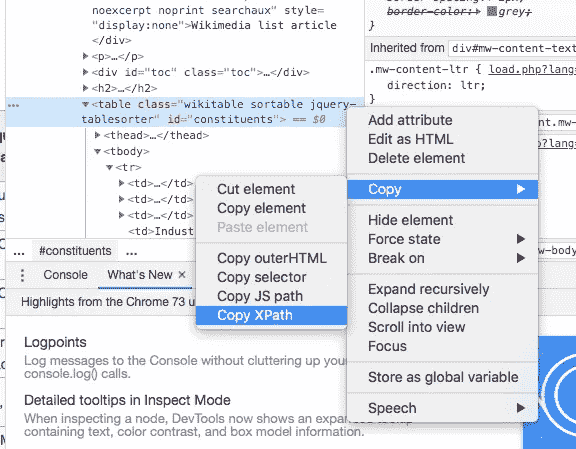 noexcerpt noprint searchaux" style=
"display:none">Wikimedia list article
</div>
▶<p>…</p>
▶<div id="toc" class="toc">…</div>
▶<h2>…</h2>
… ▼<table class="wikitable sortable jquery-
tablesorter" id="constituents"> == $0
▶<thead>…</thead>
▼<tbody>
▼<tr>
▶<td>…</td>
▶<td>…</td>
▶<td>…</td>
<td>Indust
… #constituents …
Console What's New ×
Highlights from the Chrome 73 u
Logpoints
Log messages to the Console without cluttering up you
console.log() calls.
Detailed tooltips in Inspect Mode
When inspecting a node, DevTools now shows an expanded tooltip
containing text, color contrast, and box model information.
border-color: ▶ grey;
}
Inherited from div#mw-content-text
.mw-content-ltr { load.php?lang
direction: ltr;
}
Add attribute
Edit as HTML
Delete element
Copy
Hide element
Force state
Break on
Expand recursively
Collapse children
Scroll into view
Focus
Store as global variable
Speech
Cut element
Copy element
Paste element
Copy outerHTML
Copy selector
Copy JS path
Copy XPath